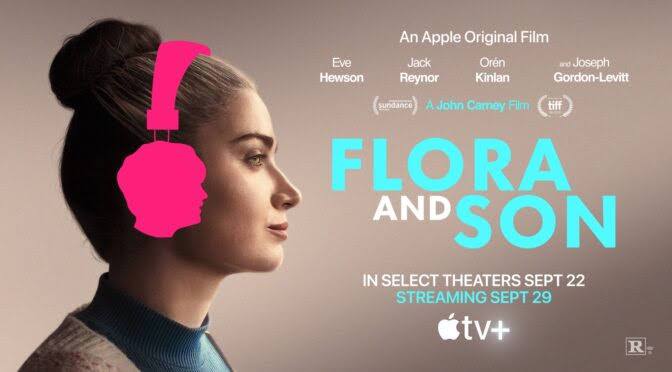 An Apple Original Film
Eve Hewson
Jack Reynor
Orén Kinlan
and Joseph Gordon-Levitt
sundance
A John Carney Film
tiff
FLORA
AND SON
IN SELECT THEATERS SEPT 22
STREAMING SEPT 29
tv+
R